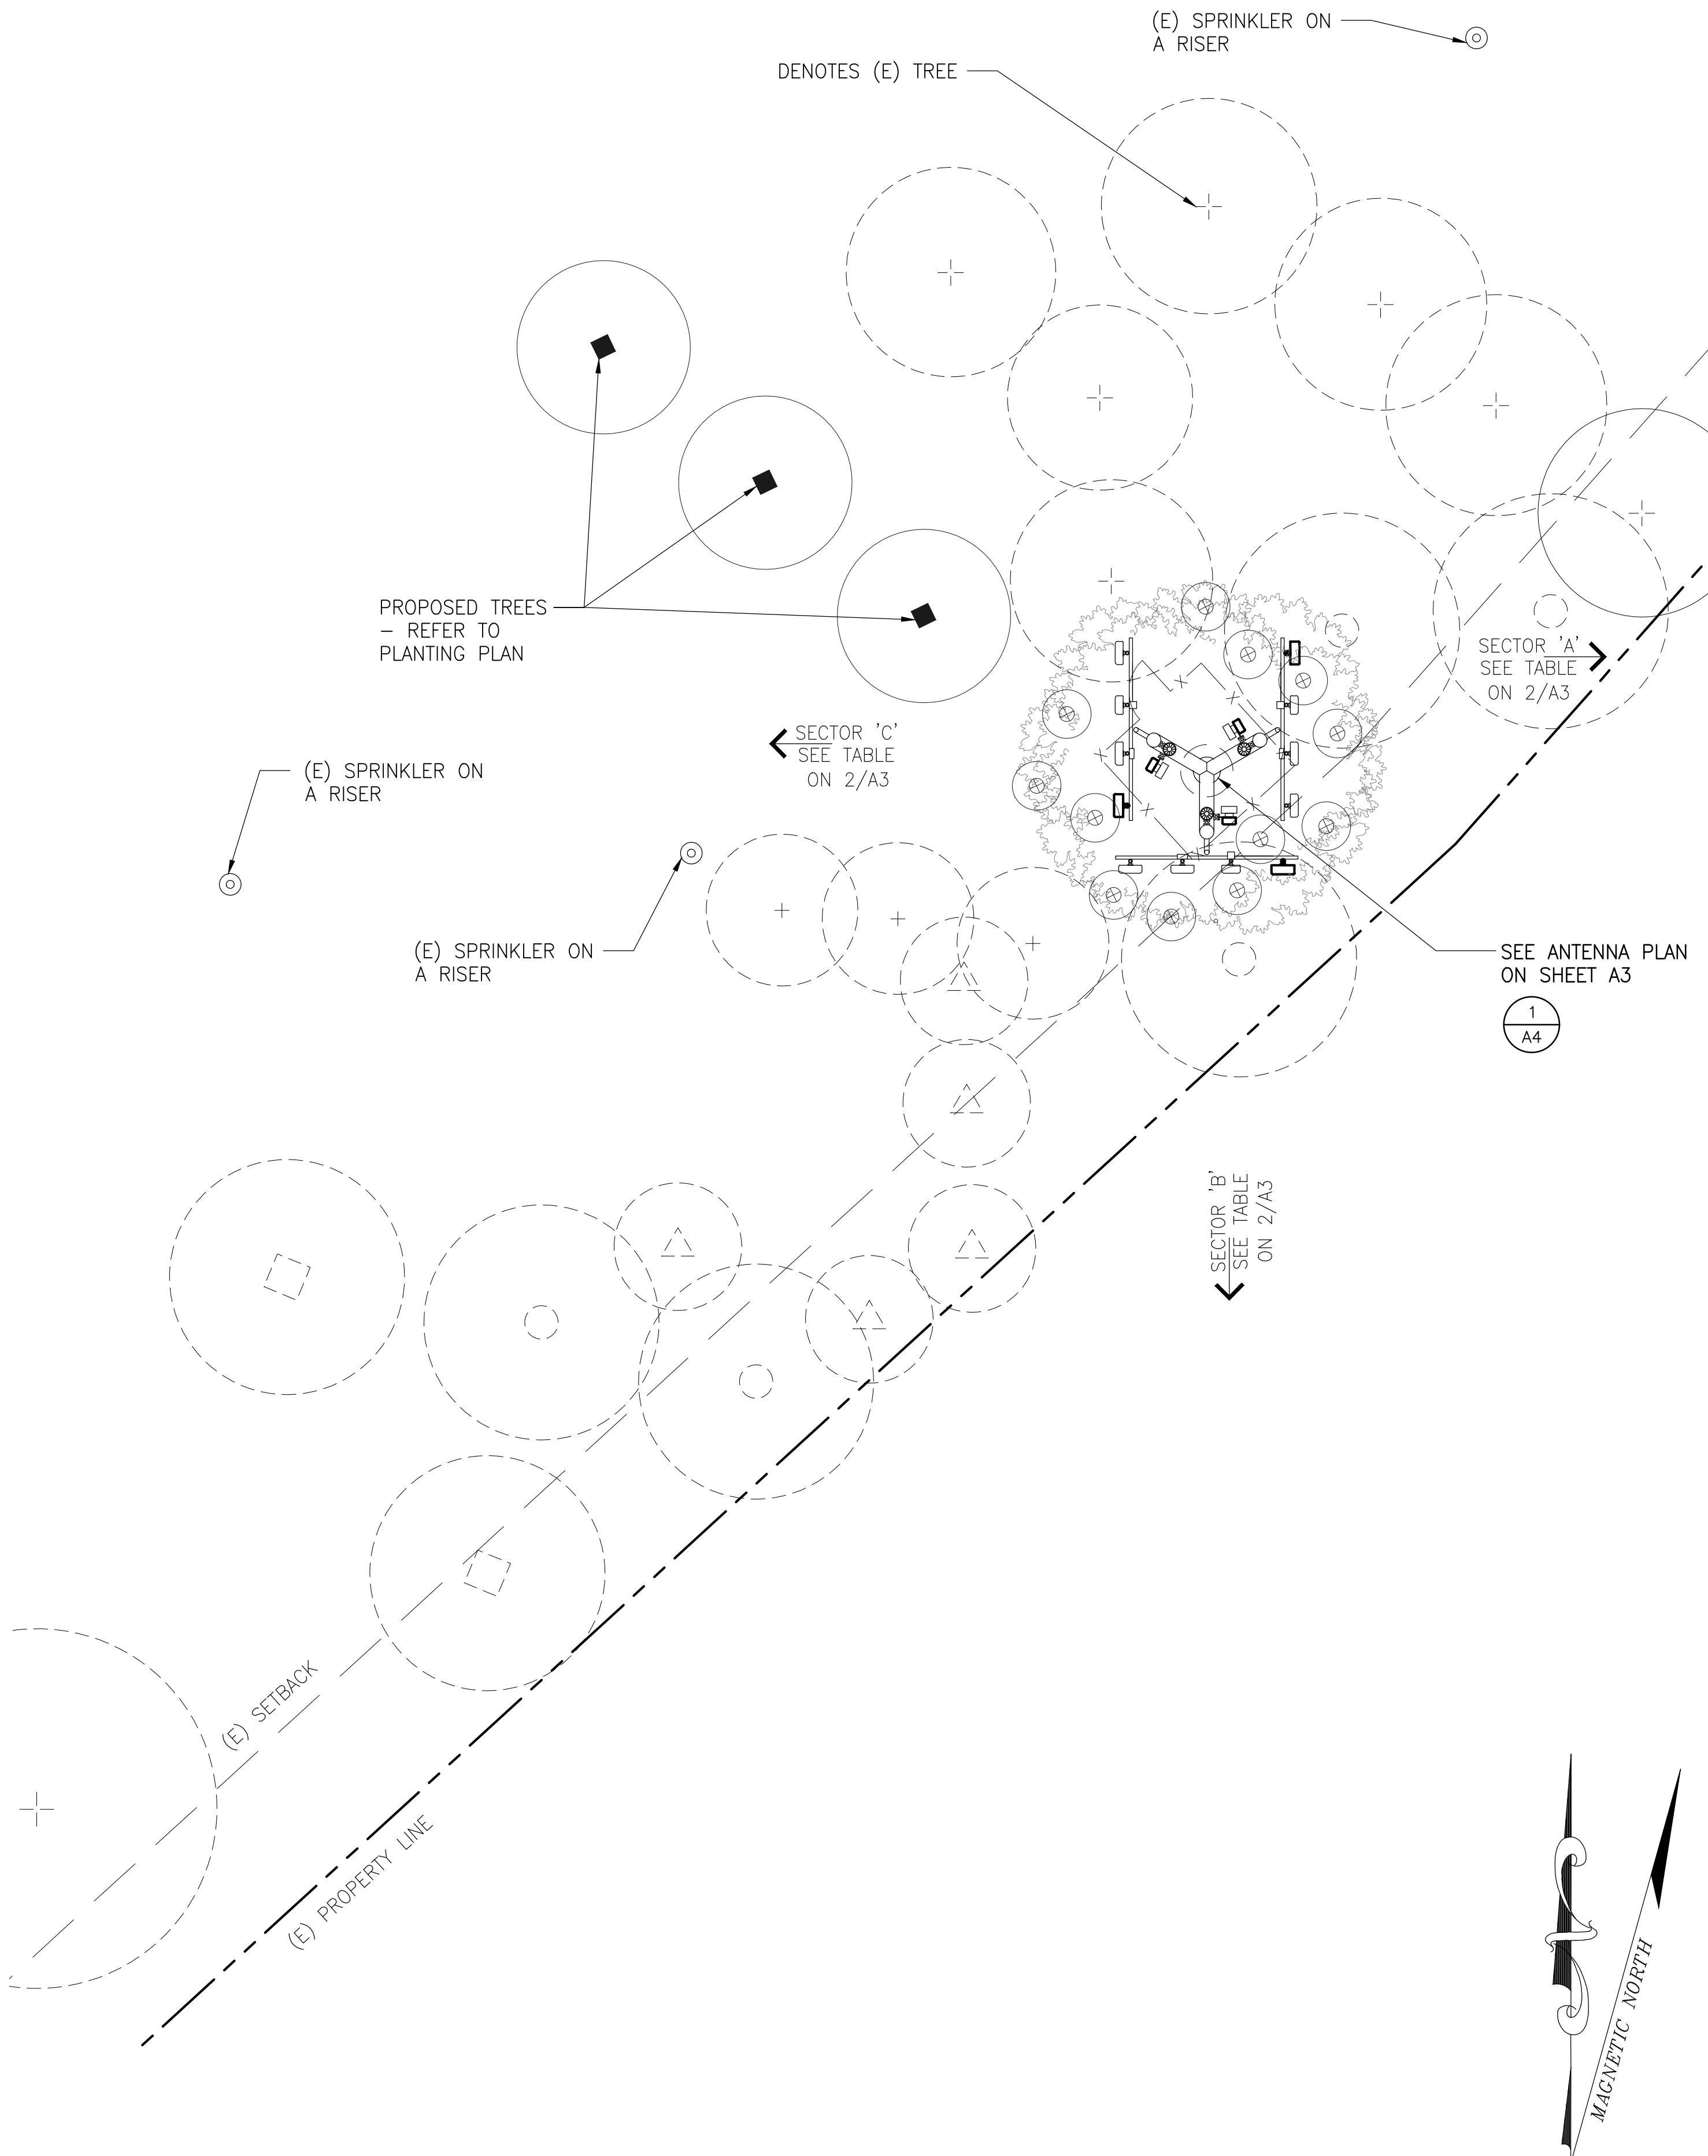 (E) SPRINKLER ON
A RISER
DENOTES (E) TREE
PROPOSED TREES
– REFER TO
PLANTING PLAN
SECTOR 'A'
SEE TABLE
ON 2/A3
SECTOR 'C'
SEE TABLE
ON 2/A3
(E) SPRINKLER ON
A RISER
(E) SPRINKLER ON
A RISER
SEE ANTENNA PLAN
ON SHEET A3
1
A4
SECTOR 'B'
SEE TABLE
ON 2/A3
(E) SETBACK
(E) PROPERTY LINE
MAGNETIC NORTH